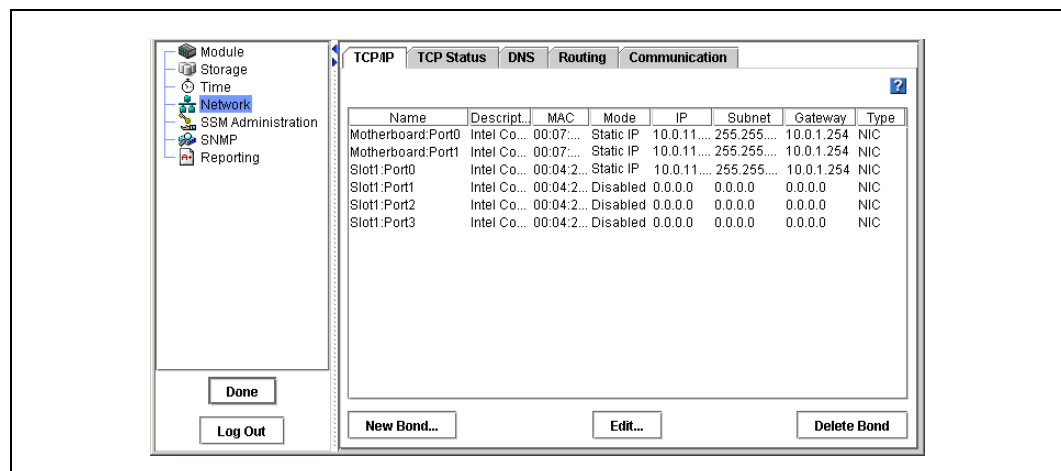 Module
Storage
Time
Network
SSM Administration
SNMP
Reporting
Done
Log Out
TCP/IP TCP Status DNS Routing Communication
?
Name Descript... MAC Mode IP Subnet Gateway Type
Motherboard:Port0 Intel Co... 00:07:... Static IP 10.0.11.... 255.255.... 10.0.1.254 NIC
Motherboard:Port1 Intel Co... 00:07:... Static IP 10.0.11.... 255.255.... 10.0.1.254 NIC
Slot1:Port0 Intel Co... 00:04:2... Static IP 10.0.11.... 255.255.... 10.0.1.254 NIC
Slot1:Port1 Intel Co... 00:04:2... Disabled 0.0.0.0 0.0.0.0 0.0.0.0 NIC
Slot1:Port2 Intel Co... 00:04:2... Disabled 0.0.0.0 0.0.0.0 0.0.0.0 NIC
Slot1:Port3 Intel Co... 00:04:2... Disabled 0.0.0.0 0.0.0.0 0.0.0.0 NIC
New Bond... Edit... Delete Bond